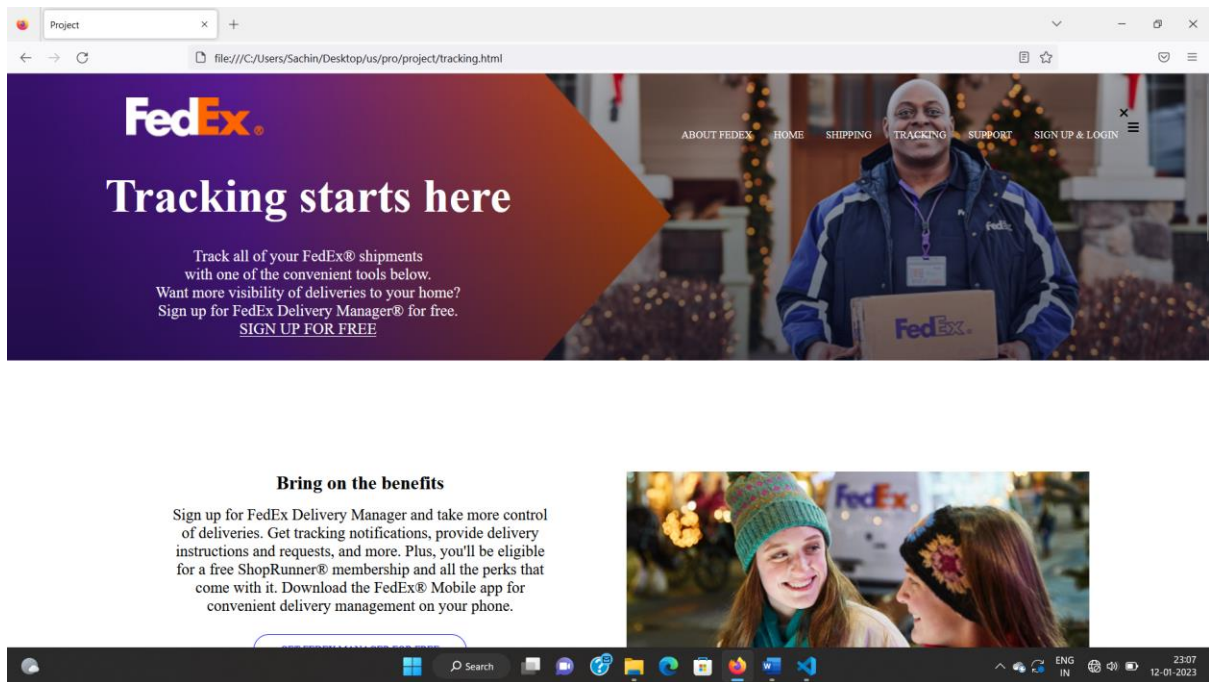 Project
file:///C:/Users/Sachin/Desktop/us/pro/project/tracking.html
FedEx®
ABOUT FEDEX HOME SHIPPING TRACKING SUPPORT SIGN UP & LOGIN
Tracking starts here
Track all of your FedEx® shipments
with one of the convenient tools below.
Want more visibility of deliveries to your home?
Sign up for FedEx Delivery Manager® for free.
SIGN UP FOR FREE
FedEx
FedEx.
Bring on the benefits
Sign up for FedEx Delivery Manager and take more control
of deliveries. Get tracking notifications, provide delivery
instructions and requests, and more. Plus, you'll be eligible
for a free ShopRunner® membership and all the perks that
come with it. Download the FedEx® Mobile app for
convenient delivery management on your phone.
FedEx
Search
ENG
IN
23:07
12-01-2023